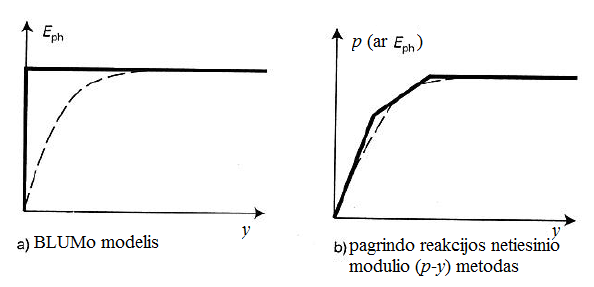 E_ph
y
a) BLUMo modelis
p (ar E_ph)
y
b) pagrindo reakcijos netiesinio
modulio (p-y) metodas